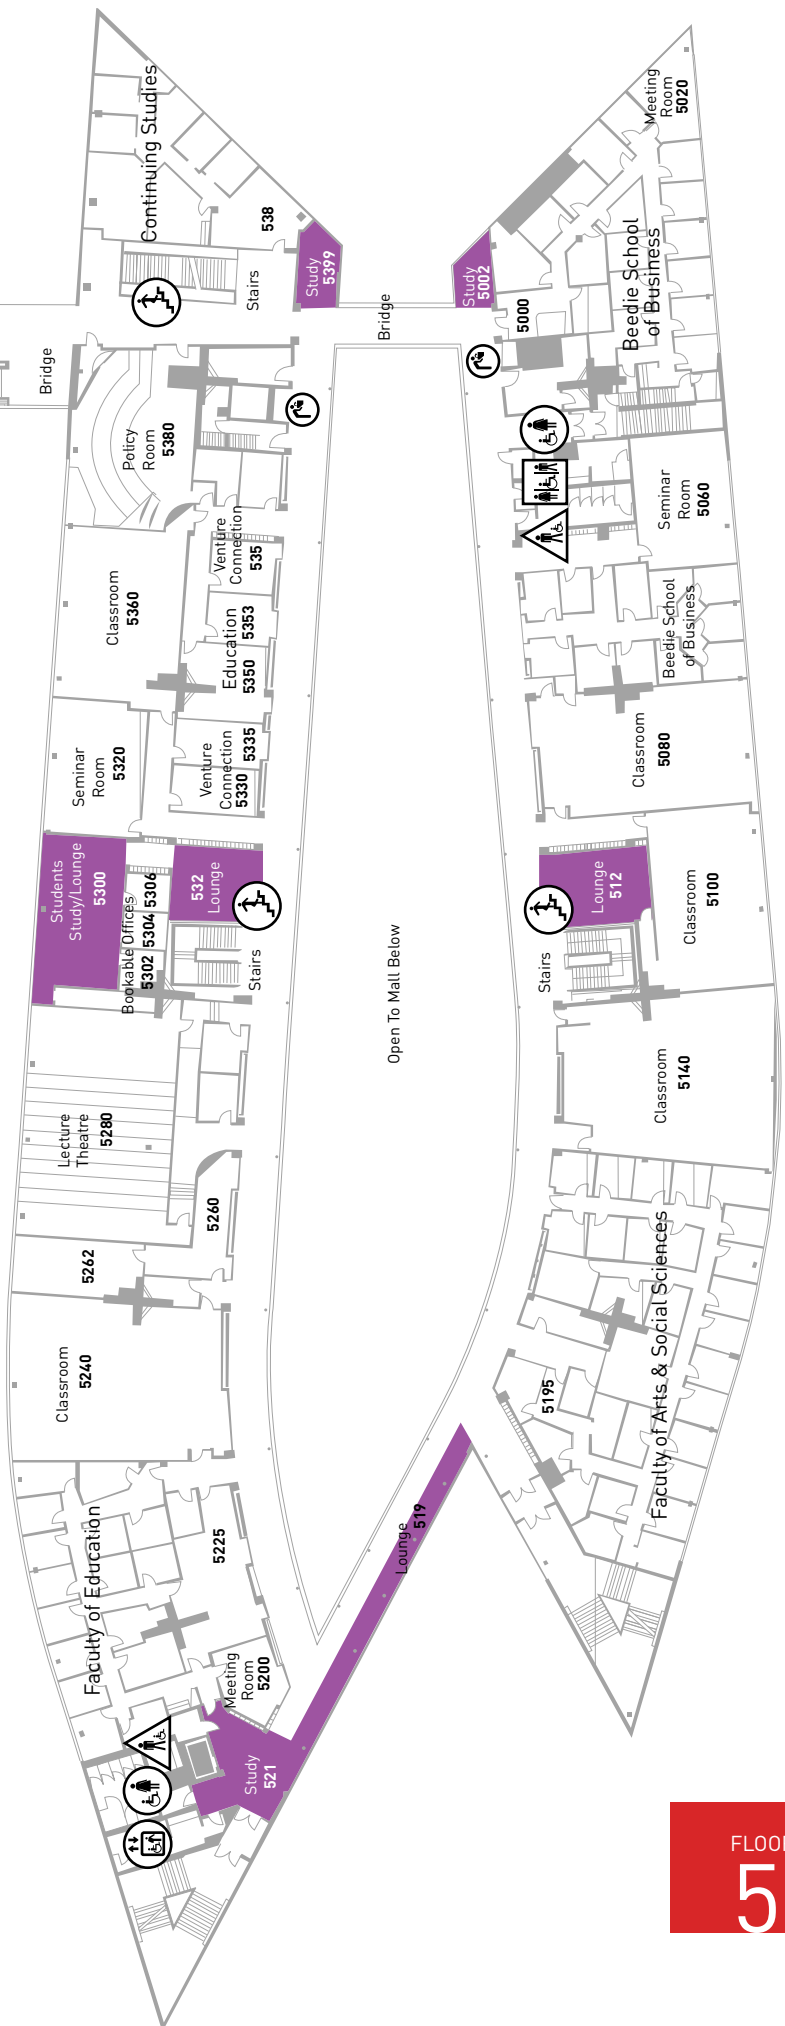 Continuing Studies
538
Stairs
Study
5399
Bridge
Bridge
Policy
Room
5380
Venture
Connection
535
Classroom
5360
Education
5353
5350
Venture
Connection
5335
5330
Seminar
Room
5320
Students
Study/Lounge
5300
Bookable Offices
5302
5304
5306
532
Lounge
Stairs
Lecture
Theatre
5280
5260
5262
Classroom
5240
Faculty of Education
5225
Meeting
Room
5200
Study
521
Lounge
519
Open To Mall Below
Meeting
Room
5020
Beedie School
of Business
Study
5002
5000
Seminar
Room
5060
Beedie School
of Business
Classroom
5080
Lounge
512
Classroom
5100
Stairs
Classroom
5140
Faculty of Arts & Social Sciences
5195
5